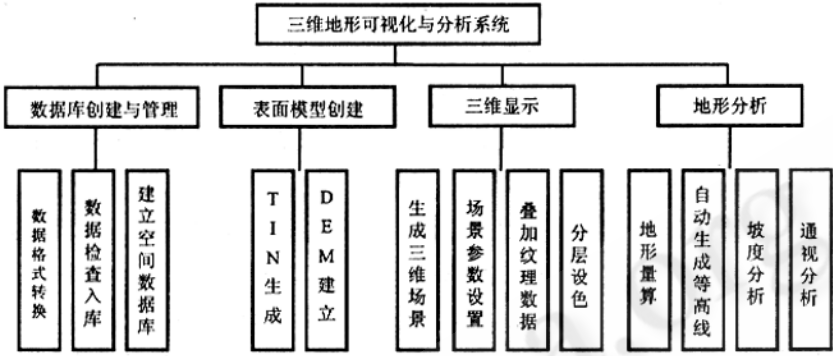 三维地形可视化与分析系统
数据库创建与管理
表面模型创建
三维显示
地形分析
数据格式转换
数据检查入库
建立空间数据库
TIN生成
DEM建立
生成三维场景
场景参数设置
叠加纹理数据
分层设色
地形量算
自动生成等高线
坡度分析
通视分析